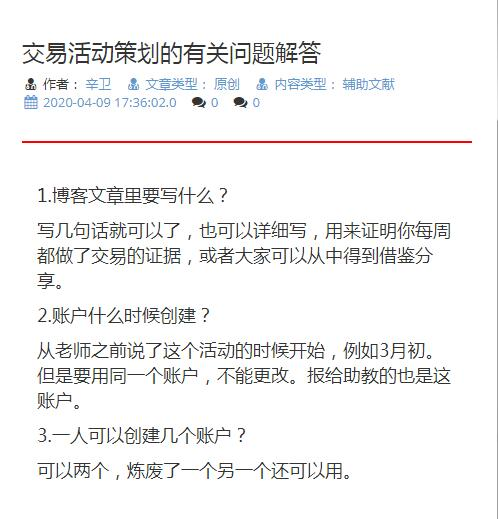 交易活动策划的有关问题解答
作者： 辛卫 文章类型： 原创 内容类型： 辅助文献
2020-04-09 17:36:02.0 0 0
1.博客文章里要写什么？
写几句话就可以了，也可以详细写，用来证明你每周
都做了交易的证据，或者大家可以从中得到借鉴分
享。
2.账户什么时候创建？
从老师之前说了这个活动的时候开始，例如3月初。
但是要用同一个账户，不能更改。报给助教的也是这
账户。
3.一人可以创建几个账户？
可以两个，炼废了一个另一个还可以用。